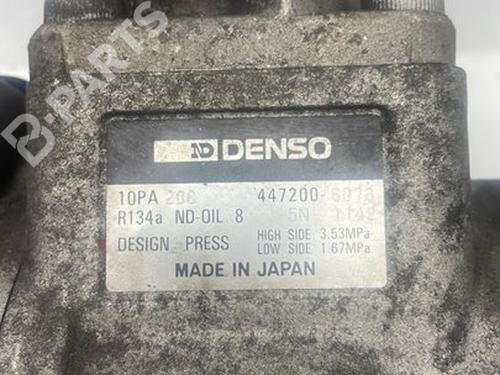 B-PARTS
ND DENSO
10PA 20C 447200-
R134a ND-OIL 8 5N
DESIGN PRESS HIGH SIDE 3.53MPa
LOW SIDE 1.67MPa
MADE IN JAPAN